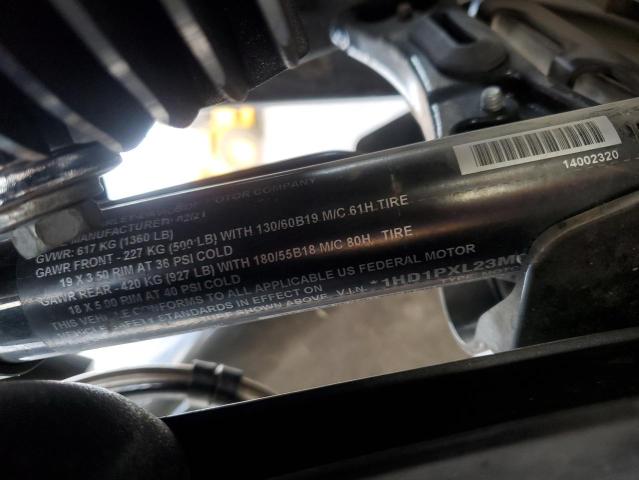 OTOR COMPANY
MANUFACTURED:
GVWR: 617 KG (1360 LB)
GAWR FRONT - 227 KG (500 LB) WITH 130/60B19 M/C 61H. TIRE
19 X 3.50 RIM AT 36 PSI COLD
GAWR REAR - 420 KG (927 LB) WITH 180/55B18 M/C 80H. TIRE
18 X 5.00 RIM AT 40 PSI COLD
THIS VEHICLE CONFORMS TO ALL APPLICABLE US FEDERAL MOTOR
VEHICLE SAFETY STANDARDS IN EFFECT ON
SHOWN ABOVE. V.I.N. *1HD1PXL23M
14002320